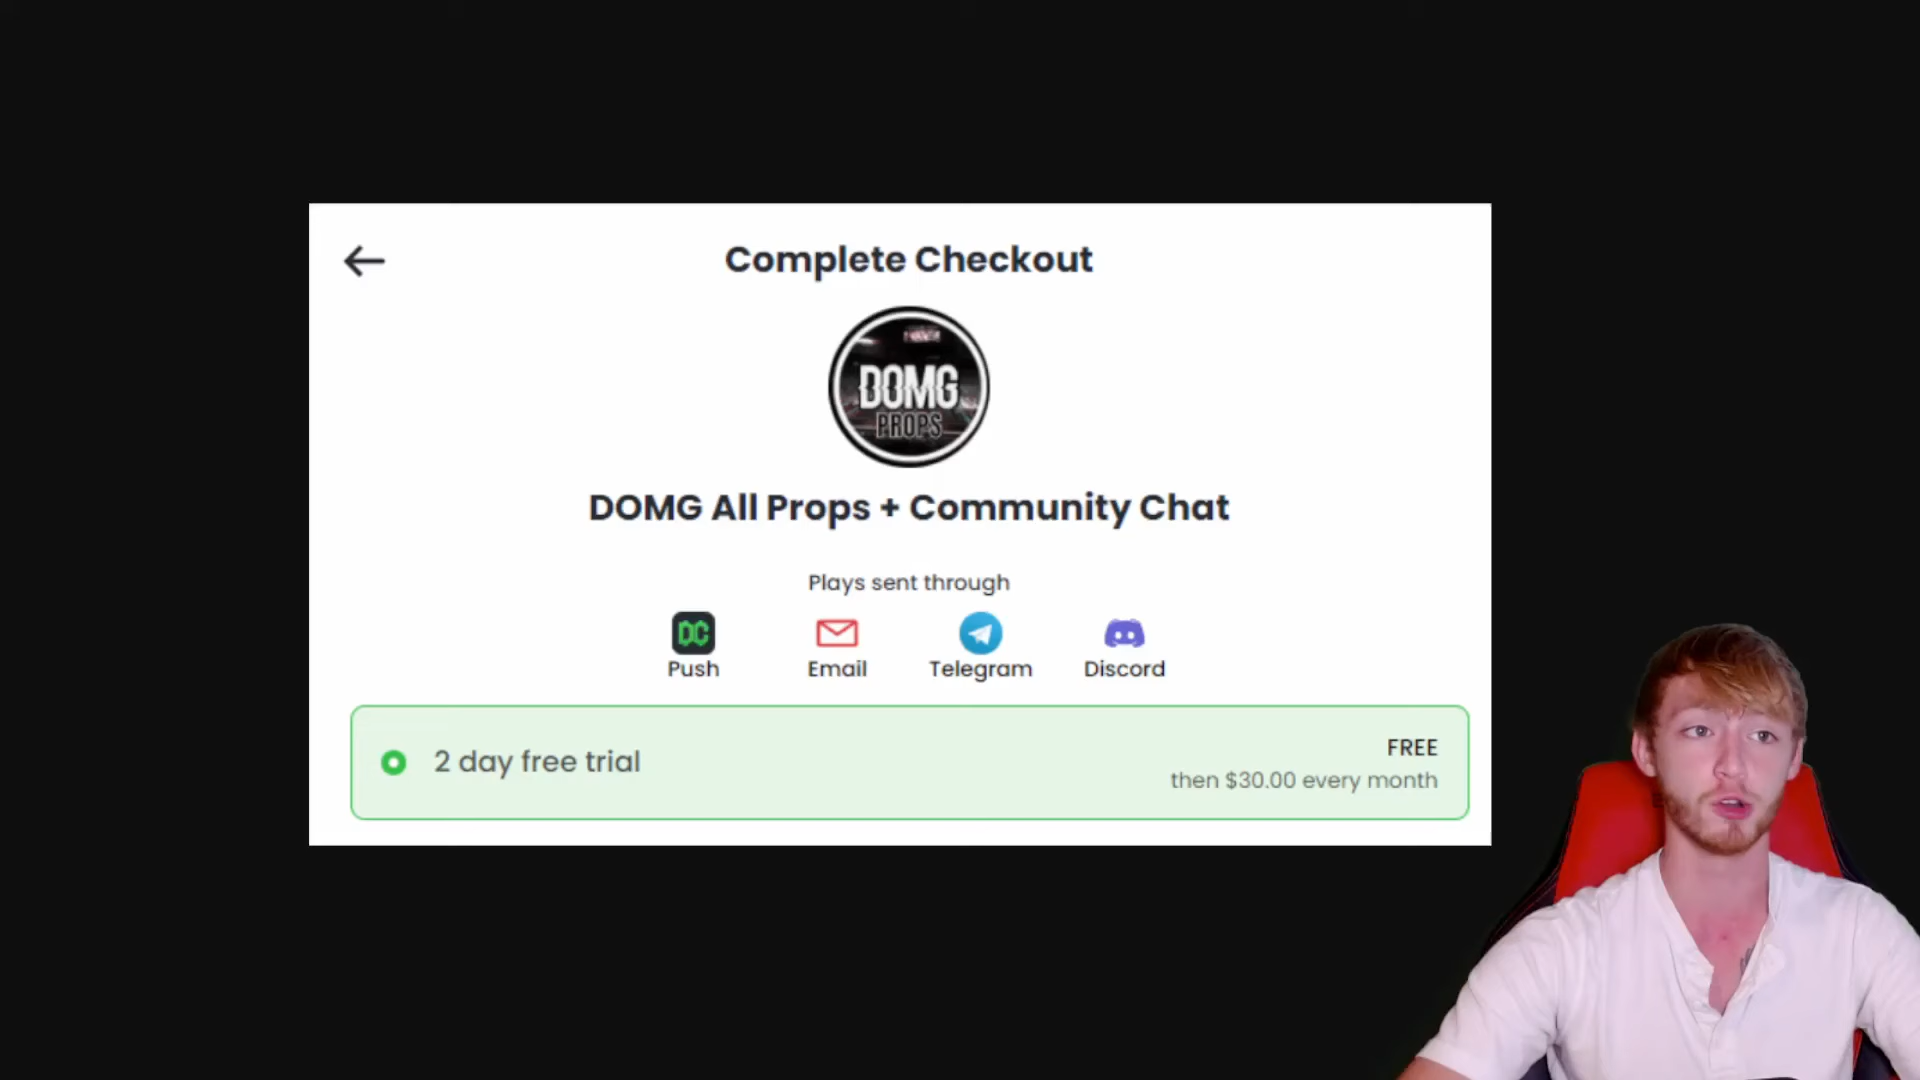 Complete Checkout
DOMG
PROPS
DOMG All Props + Community Chat
Plays sent through
DC
Push
Email
Telegram
Discord
2 day free trial
FREE
then $30.00 every month